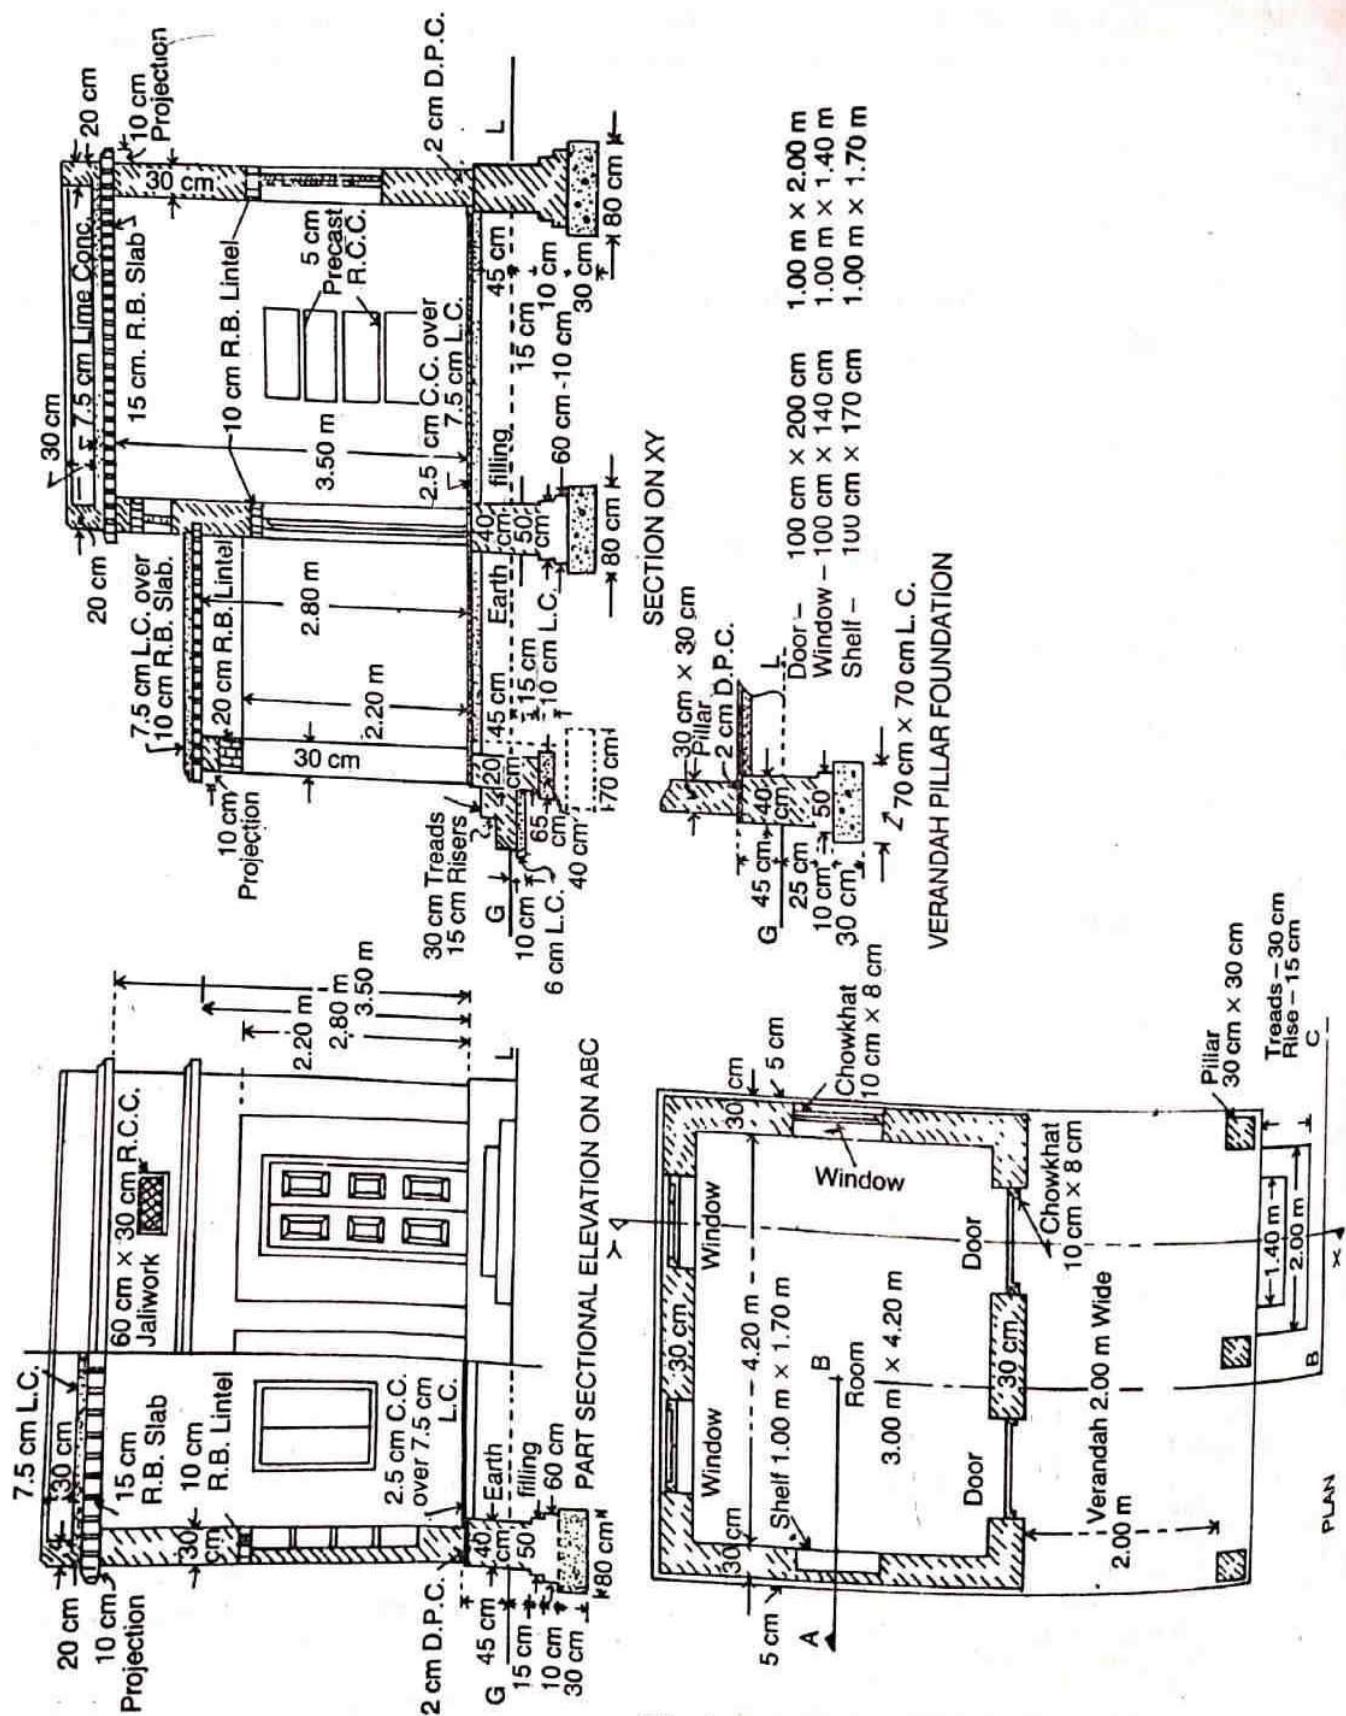 7.5 cm L.C.
30 cm
20 cm
10 cm
Projection
15 cm
R.B. Slab
10 cm
R.B. Lintel
30
cm
60 cm × 30 cm R.C.C.
Jaliwork
2.20 m
2.80 m
3.50 m
2.5 cm C.C.
over 7.5 cm
L.C.
2 cm D.P.C.
G
L
45 cm
15 cm
10 cm
30 cm
40
cm
50
Earth
filling
60 cm
80 cm
PART SECTIONAL ELEVATION ON ABC
30 cm
7.5 cm Lime Conc.
20 cm
10 cm
Projection
20 cm
7.5 cm L.C. over
10 cm R.B. Slab.
20 cm R.B. Lintel
15 cm. R.B. Slab
30 cm
10 cm R.B. Lintel
5 cm
Precast
R.C.C.
3.50 m
2.80 m
2.20 m
30 cm
10 cm
Projection
2.5 cm C.C. over
7.5 cm L.C.
2 cm D.P.C.
L
30 cm Treads
15 cm Risers
G
10 cm
6 cm L.C.
20
cm
65
cm
40 cm
70 cm
45 cm
15 cm
10 cm L.C.
Earth
filling
40
cm
50
cm
60 cm
10 cm
80 cm
45 cm
15 cm
10 cm
30 cm
80 cm
SECTION ON XY
30 cm × 30 cm
Pillar
2 cm D.P.C.
G
L
45 cm
25 cm
10 cm
30 cm
40
cm
50
70 cm × 70 cm L.C.
VERANDAH PILLAR FOUNDATION
Door – 100 cm × 200 cm 1.00 m × 2.00 m
Window – 100 cm × 140 cm 1.00 m × 1.40 m
Shelf – 100 cm × 170 cm 1.00 m × 1.70 m
Y
Window
Window
30 cm
30 cm
30 cm
5 cm
5 cm
A
B
4.20 m
Shelf 1.00 m × 1.70 m
Room
3.00 m × 4.20 m
Window
Chowkhat
10 cm × 8 cm
Door
Door
30 cm
Chowkhat
10 cm × 8 cm
Verandah 2.00 m Wide
2.00 m
Pillar
30 cm × 30 cm
Treads – 30 cm
Rise – 15 cm
1.40 m
2.00 m
B
C
X
PLAN